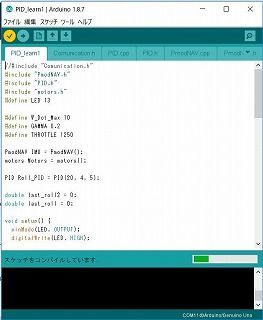 PID_learn1 | Arduino 1.8.7
ファイル 編集 スケッチ ツール ヘルプ
PID_learn1 Comunication.h PID.cpp PID.h PmodNAV.cpp PmodNAV.h
//#include "Comunication.h"
#include "PmodNAV.h"
#include "PID.h"
#include "motors.h"
#define LED 13
#define W_Dot_Max 10
#define GAMMA 0.2
#define THROTTLE 1250
PmodNAV IMU = PmodNAV();
motors Motors = motors();
PID Roll_PID = PID(20, 4, 5);
double last_roll2 = 0;
double last_roll = 0;
void setup() {
pinMode(LED, OUTPUT);
digitalWrite(LED, HIGH);
スケッチをコンパイルしています。
COM11のArduino/Genuino Uno